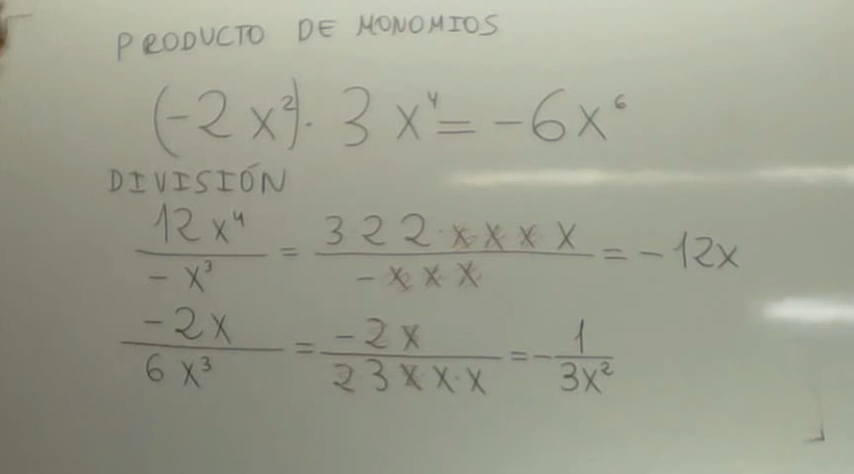 PRODUCTO DE MONOMIOS
(-2x²)·3x⁴=-6x⁶
DIVISIÓN
12x⁴/-x³ = 3 2 2·x x x x/-x x x = -12x
-2x/6x³ = -2x/2 3 x x·x = -1/3x²